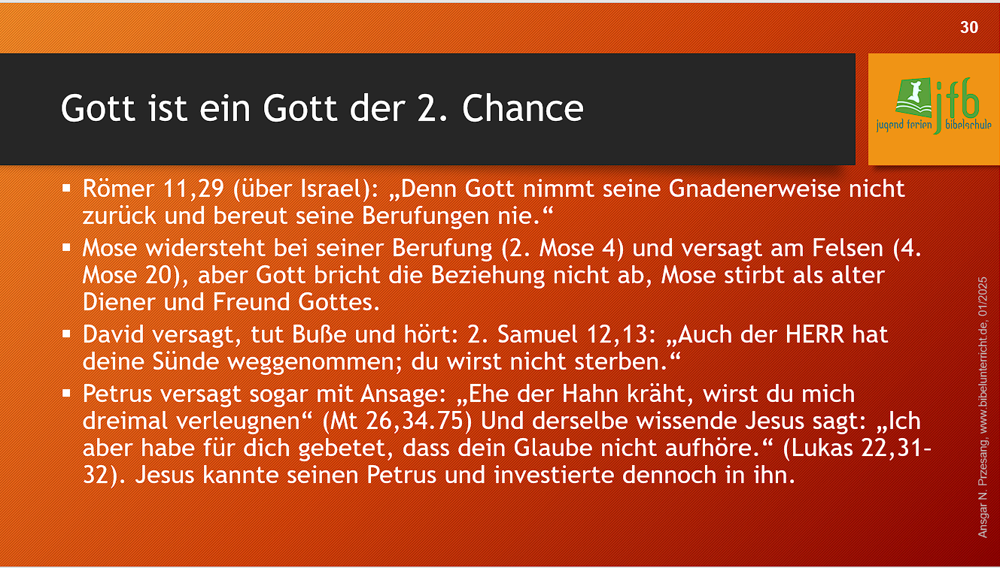 30
Gott ist ein Gott der 2. Chance
jfb
jugend ferien bibelschule
▪ Römer 11,29 (über Israel): „Denn Gott nimmt seine Gnadenerweise nicht
zurück und bereut seine Berufungen nie.“
▪ Mose widersteht bei seiner Berufung (2. Mose 4) und versagt am Felsen (4.
Mose 20), aber Gott bricht die Beziehung nicht ab, Mose stirbt als alter
Diener und Freund Gottes.
▪ David versagt, tut Buße und hört: 2. Samuel 12,13: „Auch der HERR hat
deine Sünde weggenommen; du wirst nicht sterben.“
▪ Petrus versagt sogar mit Ansage: „Ehe der Hahn kräht, wirst du mich
dreimal verleugnen“ (Mt 26,34.75) Und derselbe wissende Jesus sagt: „Ich
aber habe für dich gebetet, dass dein Glaube nicht aufhöre.“ (Lukas 22,31–
32). Jesus kannte seinen Petrus und investierte dennoch in ihn.
Ansgar N. Przesang, www.bibelunterricht.de, 01/2025